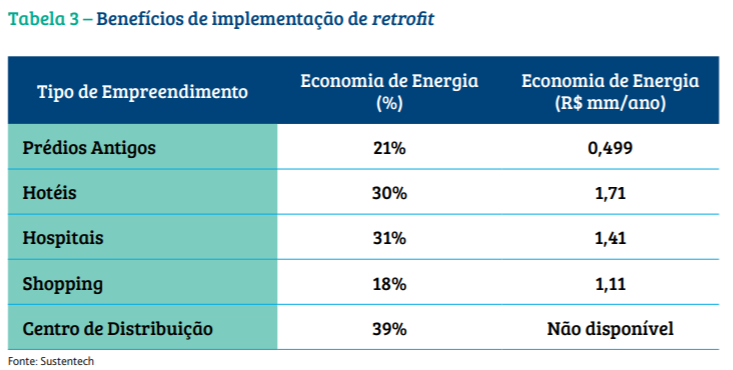 Tabela 3 – Benefícios de implementação de retrofit
Tipo de Empreendimento
Economia de Energia
(%)
Economia de Energia
(R$ mm/ano)
Prédios Antigos 21% 0,499
Hotéis 30% 1,71
Hospitais 31% 1,41
Shopping 18% 1,11
Centro de Distribuição 39% Não disponível
Fonte: Sustentech